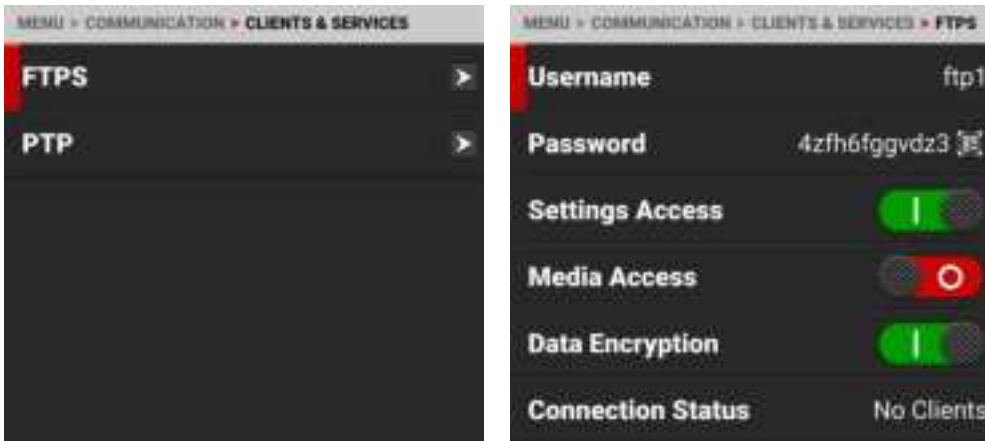 MENU > COMMUNICATION > CLIENTS & SERVICES
FTPS
PTP
MENU > COMMUNICATION > CLIENTS & SERVICES > FTPS
Username ftp1
Password 4zfh6fggvdz3
Settings Access
Media Access
Data Encryption
Connection Status No Clients